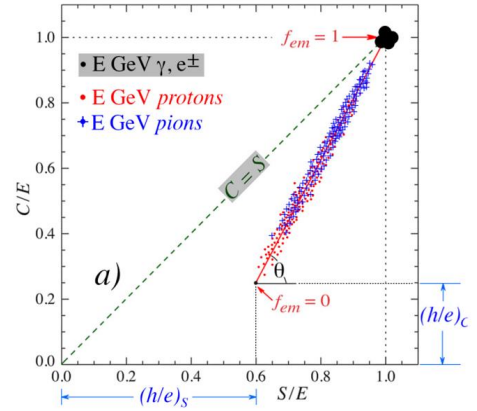 1.0
f_em = 1
• E GeV γ, e±
0.8
• E GeV protons
+ E GeV pions
C = S
0.6
C/E
0.4
a)
θ
0.2
f_em=0
(h/e)_C
0.0
0.0 0.2 0.4 0.6 0.8 1.0
(h/e)_S
S/E